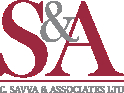 S&A
C. SAVVA & ASSOCIATES LTD